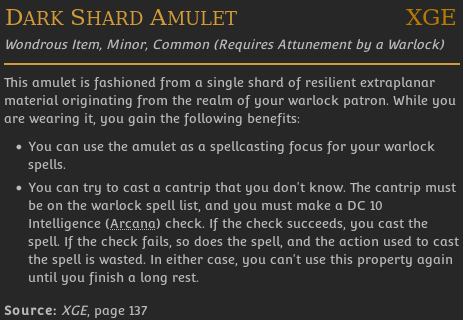 Dark Shard Amulet XGE
Wondrous Item, Minor, Common (Requires Attunement by a Warlock)
This amulet is fashioned from a single shard of resilient extraplanar
material originating from the realm of your warlock patron. While you
are wearing it, you gain the following benefits:
• You can use the amulet as a spellcasting focus for your warlock
spells.
• You can try to cast a cantrip that you don't know. The cantrip must
be on the warlock spell list, and you must make a DC 10
Intelligence (Arcana) check. If the check succeeds, you cast the
spell. If the check fails, so does the spell, and the action used to cast
the spell is wasted. In either case, you can't use this property again
until you finish a long rest.
Source: XGE, page 137